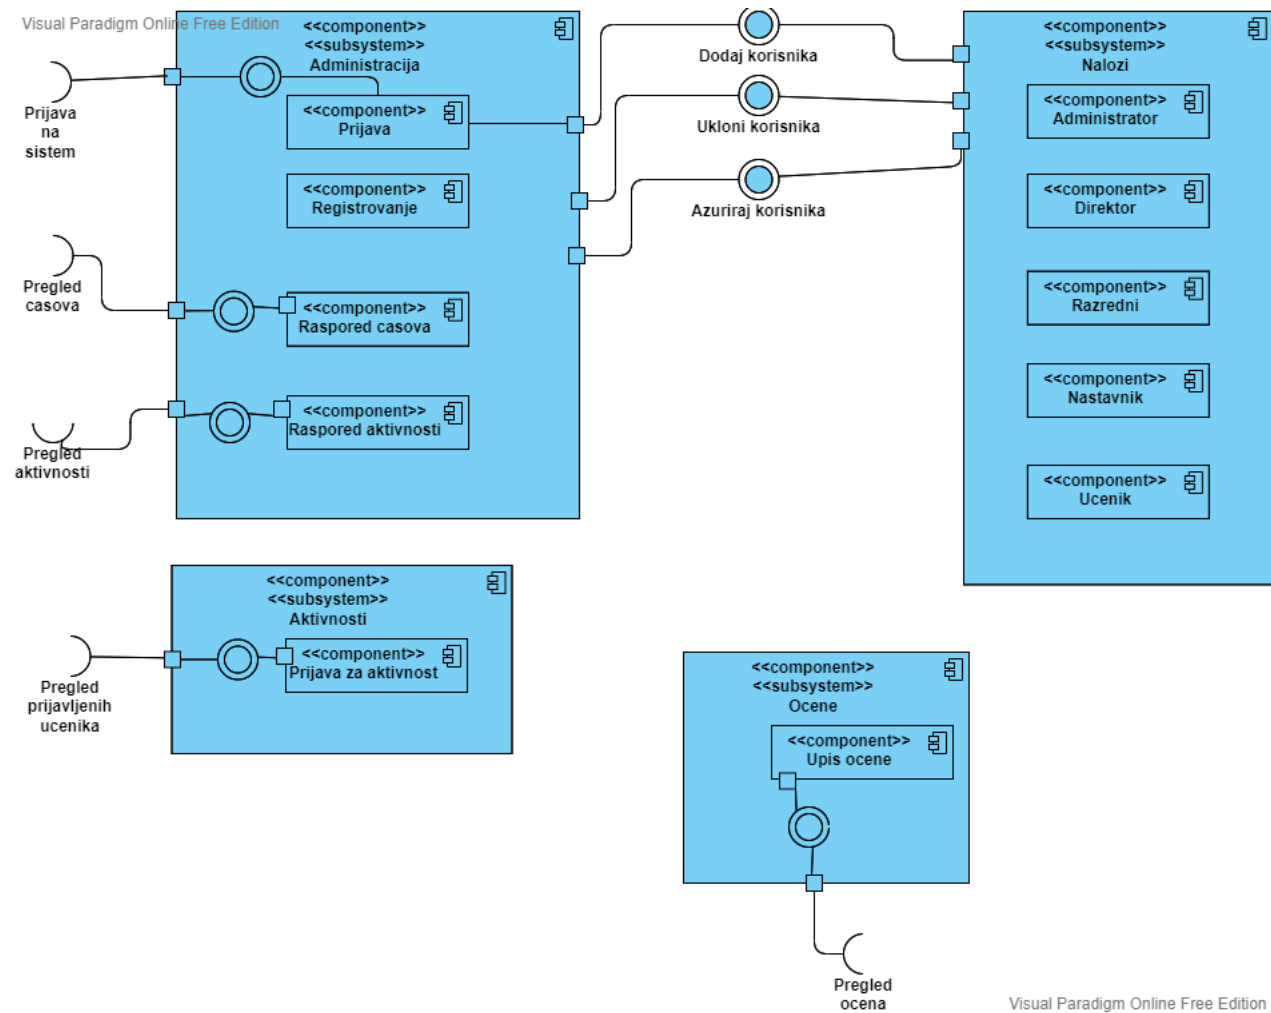 Visual Paradigm Online Free Edition
<<component>>
<<subsystem>>
Administracija
Prijava
na
sistem
<<component>>
Prijava
<<component>>
Registrovanje
Pregled
casova
<<component>>
Raspored casova
Pregled
aktivnosti
<<component>>
Raspored aktivnosti
Dodaj korisnika
Ukloni korisnika
Azuriraj korisnika
<<component>>
<<subsystem>>
Nalozi
<<component>>
Administrator
<<component>>
Direktor
<<component>>
Razredni
<<component>>
Nastavnik
<<component>>
Ucenik
<<component>>
<<subsystem>>
Aktivnosti
<<component>>
Prijava za aktivnost
Pregled
prijavljenih
ucenika
<<component>>
<<subsystem>>
Ocene
<<component>>
Upis ocene
Pregled
ocena
Visual Paradigm Online Free Edition